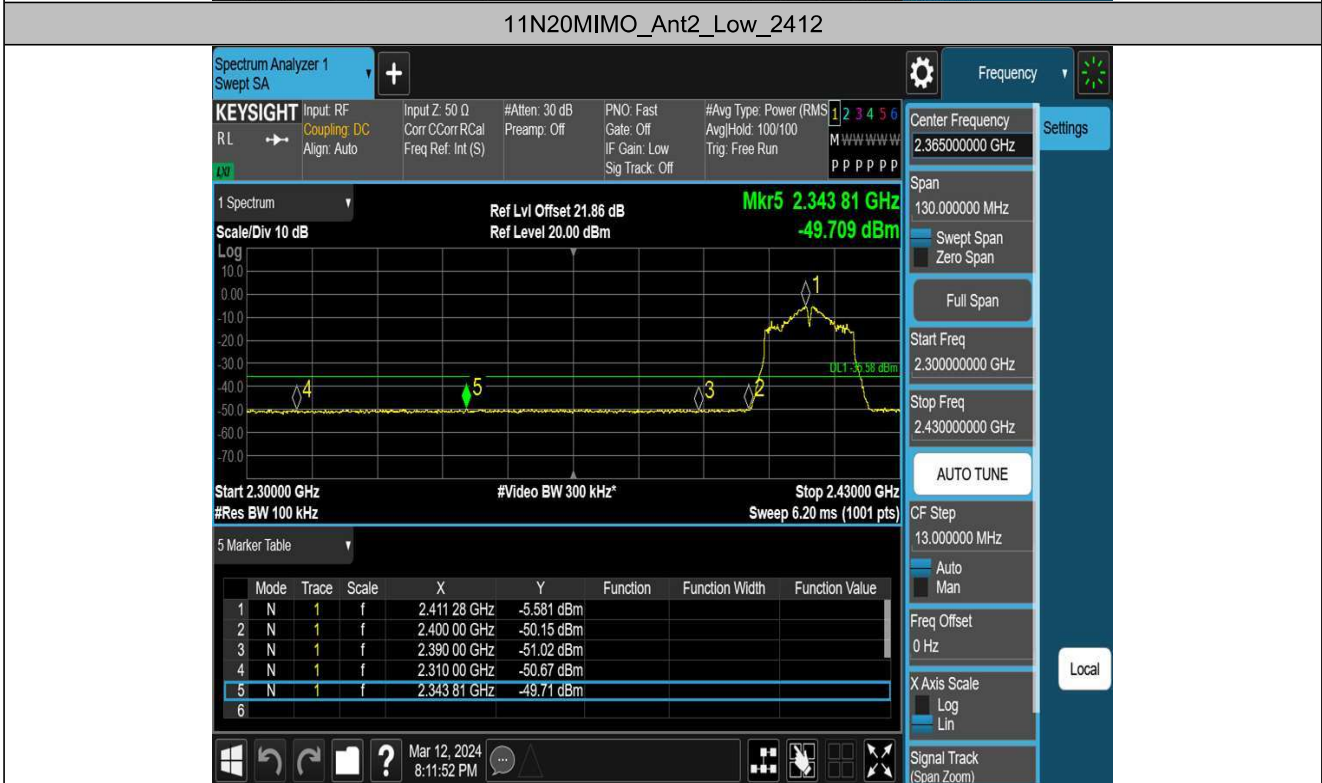 11N20MIMO_Ant2_Low_2412
Spectrum Analyzer 1
Swept SA
+
Frequency
KEYSIGHT
RL
LXI
Input: RF
Coupling: DC
Align: Auto
Input Z: 50 Ω
Corr CCorr RCal
Freq Ref: Int (S)
#Atten: 30 dB
Preamp: Off
PNO: Fast
Gate: Off
IF Gain: Low
Sig Track: Off
#Avg Type: Power (RMS
Avg|Hold: 100/100
Trig: Free Run
1 2 3 4 5 6
M W W W W W
P P P P P P
1 Spectrum
Scale/Div 10 dB
Ref Lvl Offset 21.86 dB
Ref Level 20.00 dBm
Mkr5 2.343 81 GHz
-49.709 dBm
Log
10.0
0.00
-10.0
-20.0
-30.0
-40.0
-50.0
-60.0
-70.0
1
2
3
4
5
DL1 -35.58 dBm
Start 2.30000 GHz
#Video BW 300 kHz*
Stop 2.43000 GHz
#Res BW 100 kHz
Sweep 6.20 ms (1001 pts)
5 Marker Table
Mode Trace Scale X Y Function Function Width Function Value
1 N 1 f 2.411 28 GHz -5.581 dBm
2 N 1 f 2.400 00 GHz -50.15 dBm
3 N 1 f 2.390 00 GHz -51.02 dBm
4 N 1 f 2.310 00 GHz -50.67 dBm
5 N 1 f 2.343 81 GHz -49.71 dBm
6
Mar 12, 2024
8:11:52 PM
Center Frequency
2.365000000 GHz
Settings
Span
130.000000 MHz
Swept Span
Zero Span
Full Span
Start Freq
2.300000000 GHz
Stop Freq
2.430000000 GHz
AUTO TUNE
CF Step
13.000000 MHz
Auto
Man
Freq Offset
0 Hz
Local
X Axis Scale
Log
Lin
Signal Track
(Span Zoom)